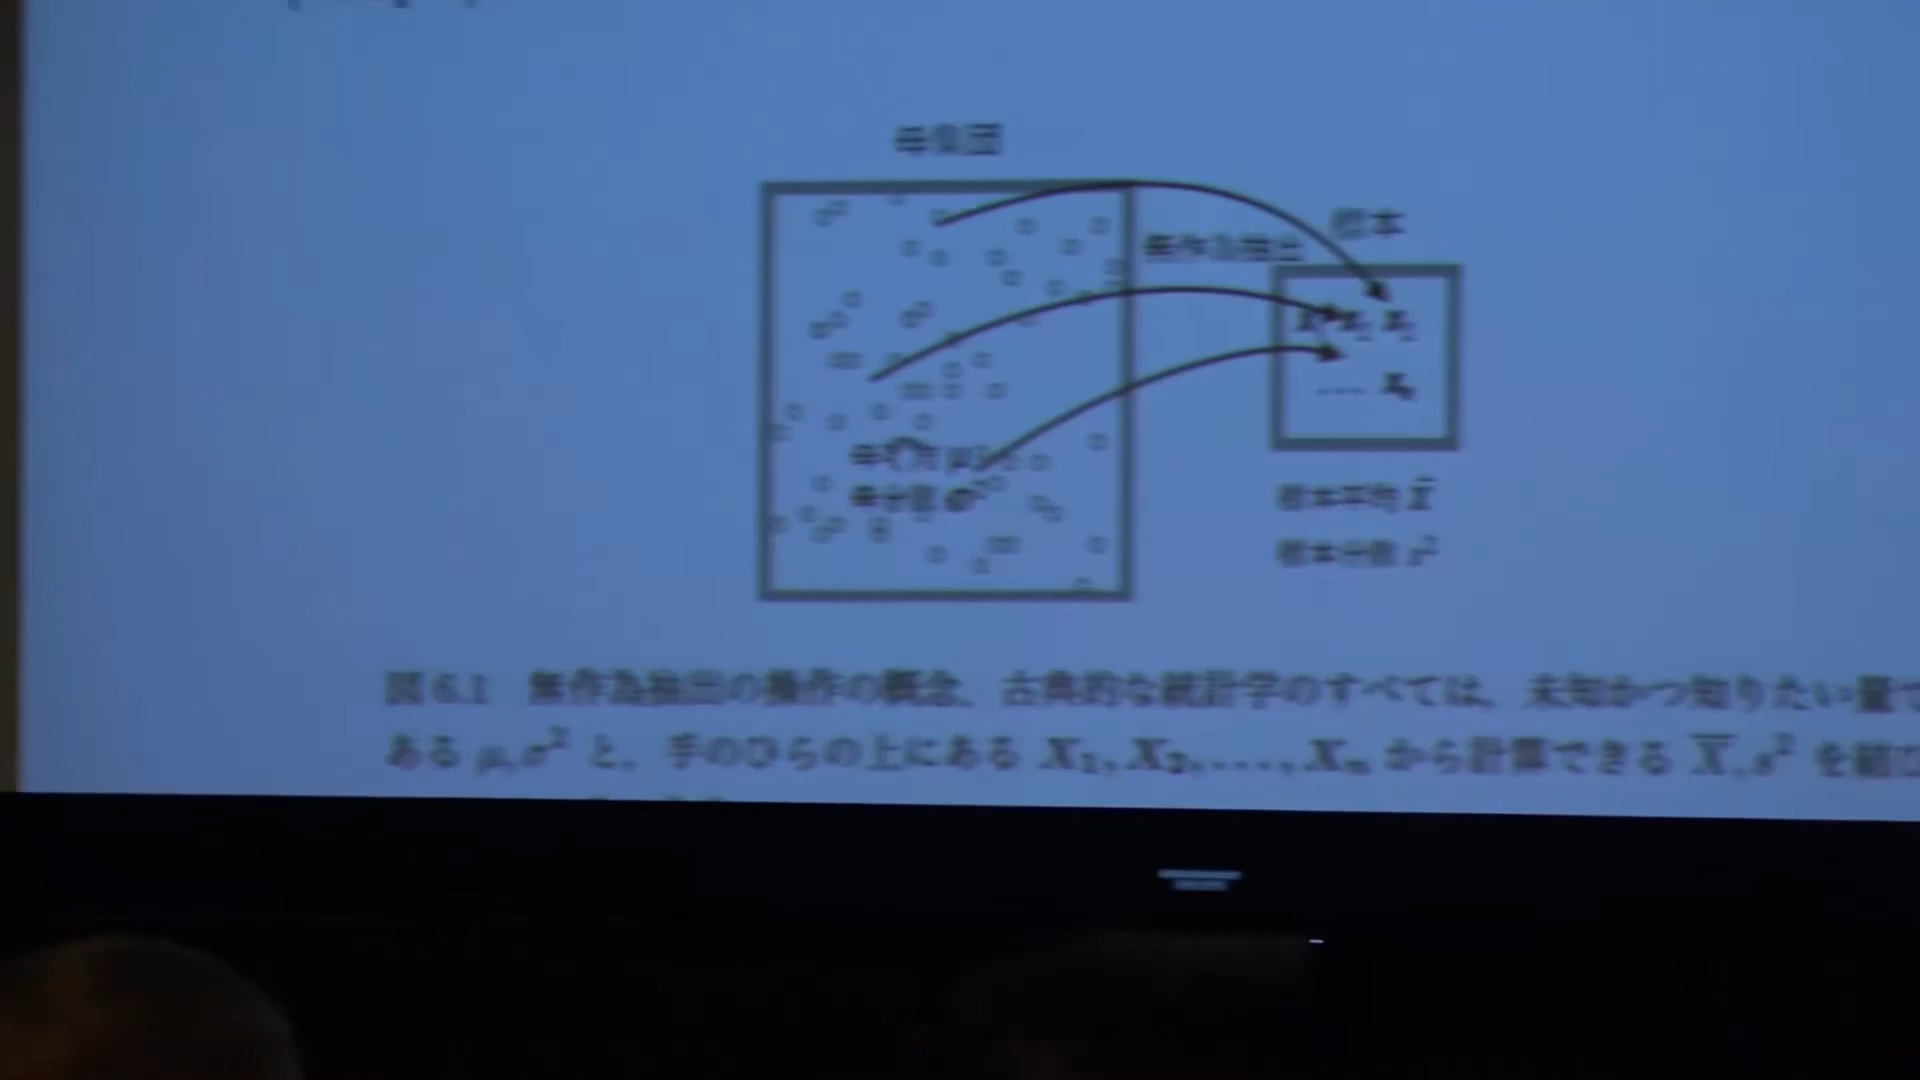 母集団
標本
無作為抽出
X₁ X₂ X₃
.... Xₙ
母平均 μ
母分散 σ²
標本平均 X̄
標本分散 s²
図 6.1 無作為抽出の操作の概念。古典的な統計学のすべては、未知かつ知りたい量で
ある μ, σ² と、手のひらの上にある X₁, X₂, ..., Xₙ から計算できる X̄, s² を結び